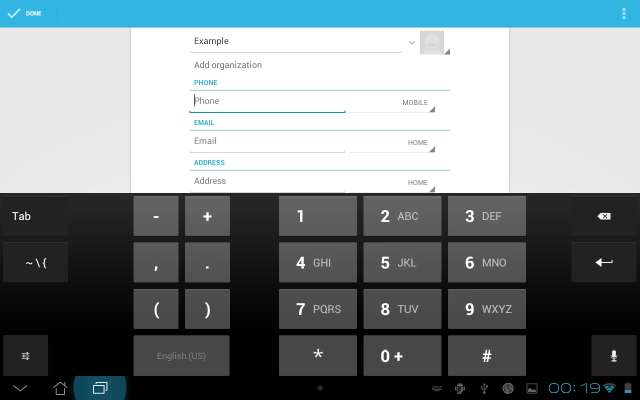 DONE
Example
Add organization
PHONE
Phone MOBILE
EMAIL
Email HOME
ADDRESS
Address HOME
Tab - + 1 2 ABC 3 DEF
~ \ { , . 4 GHI 5 JKL 6 MNO
( ) 7 PQRS 8 TUV 9 WXYZ
English (US) * 0 + #
00:19